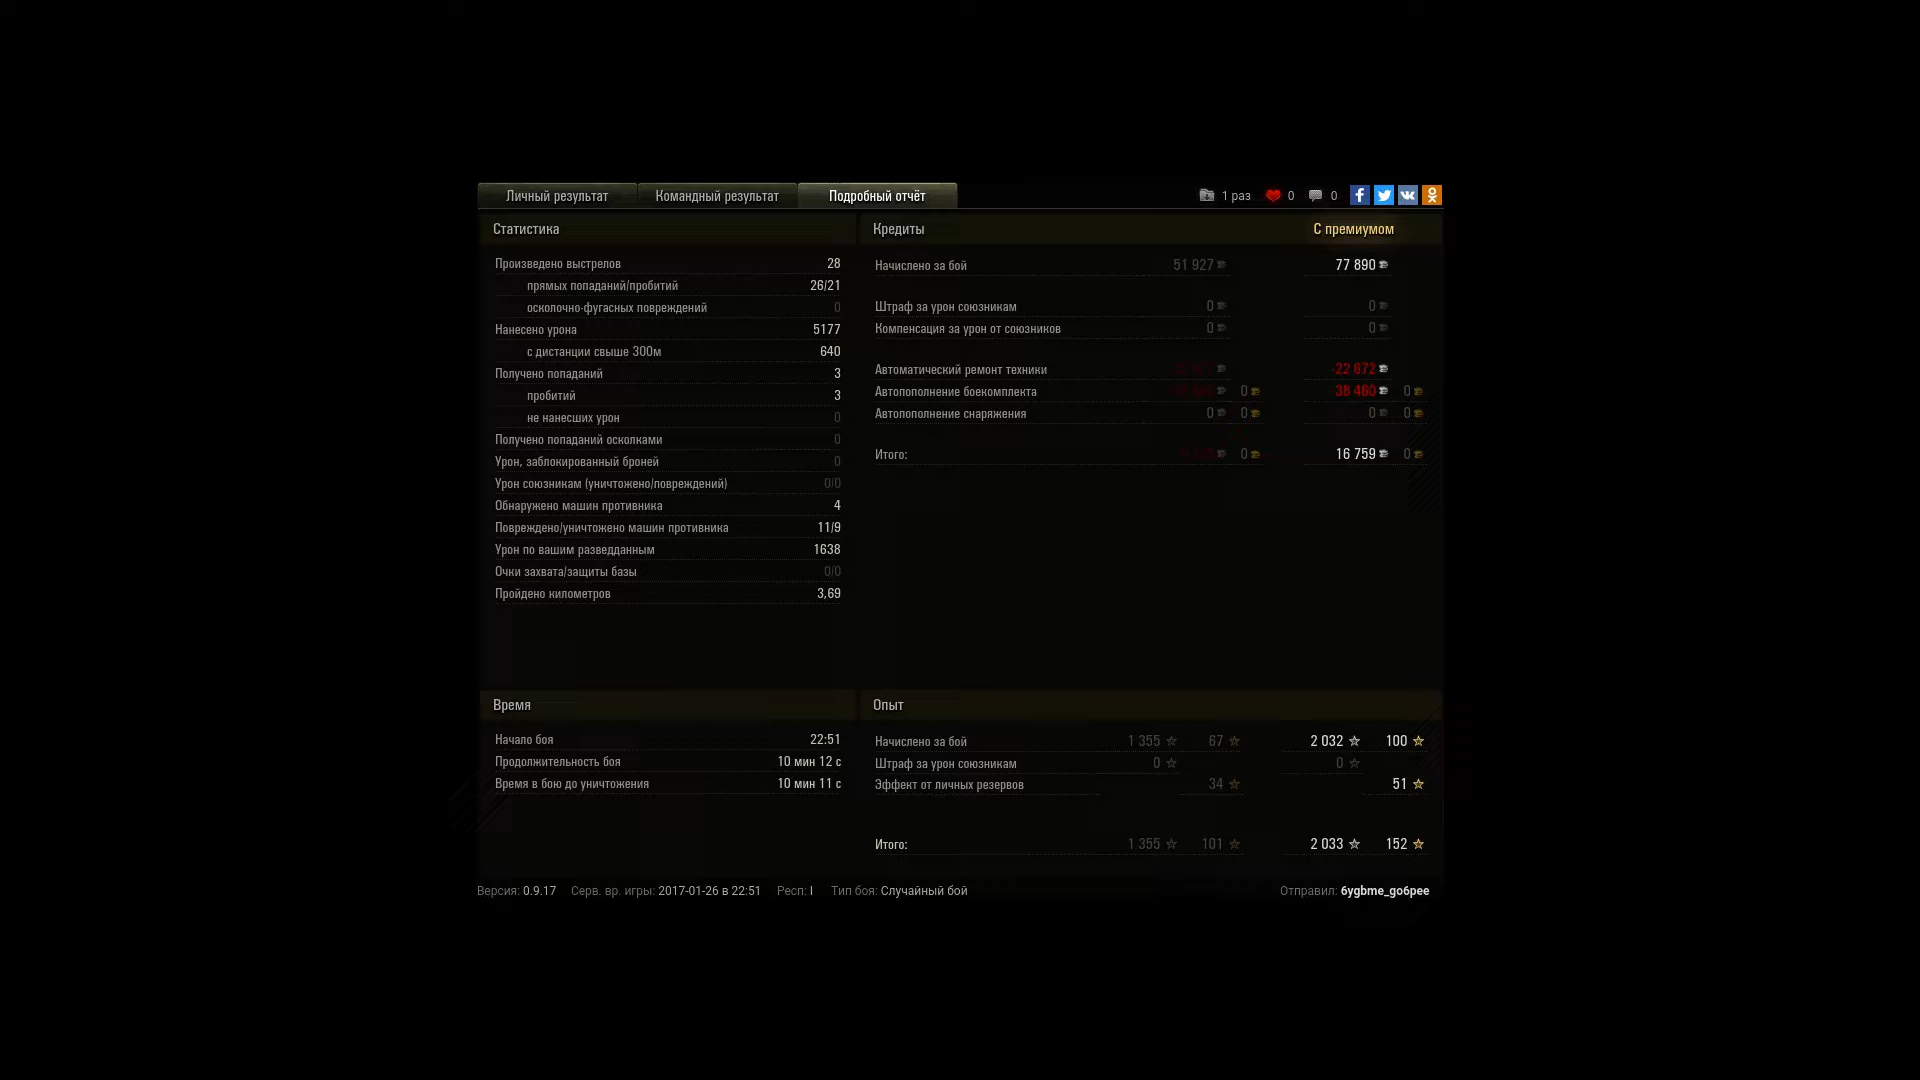 Личный результат Командный результат Подробный отчёт 1 раз 0 0
Статистика
Произведено выстрелов 28
прямых попаданий/пробитий 26/21
осколочно-фугасных повреждений 0
Нанесено урона 5177
с дистанции свыше 300м 640
Получено попаданий 3
пробитий 3
не нанесших урон 0
Получено попаданий осколками 0
Урон, заблокированный броней 0
Урон союзникам (уничтожено/повреждений) 0/0
Обнаружено машин противника 4
Повреждено/уничтожено машин противника 11/9
Урон по вашим разведданным 1638
Очки захвата/защиты базы 0/0
Пройдено километров 3,69
Кредиты С премиумом
Начислено за бой 51 927 77 890
Штраф за урон союзникам 0 0
Компенсация за урон от союзников 0 0
Автоматический ремонт техники -22 672
Автопополнение боекомплекта 0 -38 460 0
Автопополнение снаряжения 0 0 0 0
Итого: 0 16 759 0
Время
Начало боя 22:51
Продолжительность боя 10 мин 12 с
Время в бою до уничтожения 10 мин 11 с
Опыт
Начислено за бой 1 355 67 2 032 100
Штраф за урон союзникам 0 0
Эффект от личных резервов 34 51
Итого: 1 355 101 2 033 152
Версия: 0.9.17 Серв. вр. игры: 2017-01-26 в 22:51 Респ: I Тип боя: Случайный бой Отправил: 6ygbme_go6pee